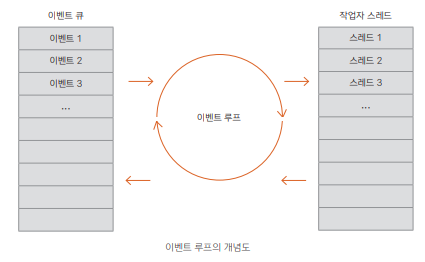 이벤트 큐
이벤트 1
이벤트 2
이벤트 3
...
이벤트 루프
작업자 스레드
스레드 1
스레드 2
스레드 3
...
이벤트 루프의 개념도